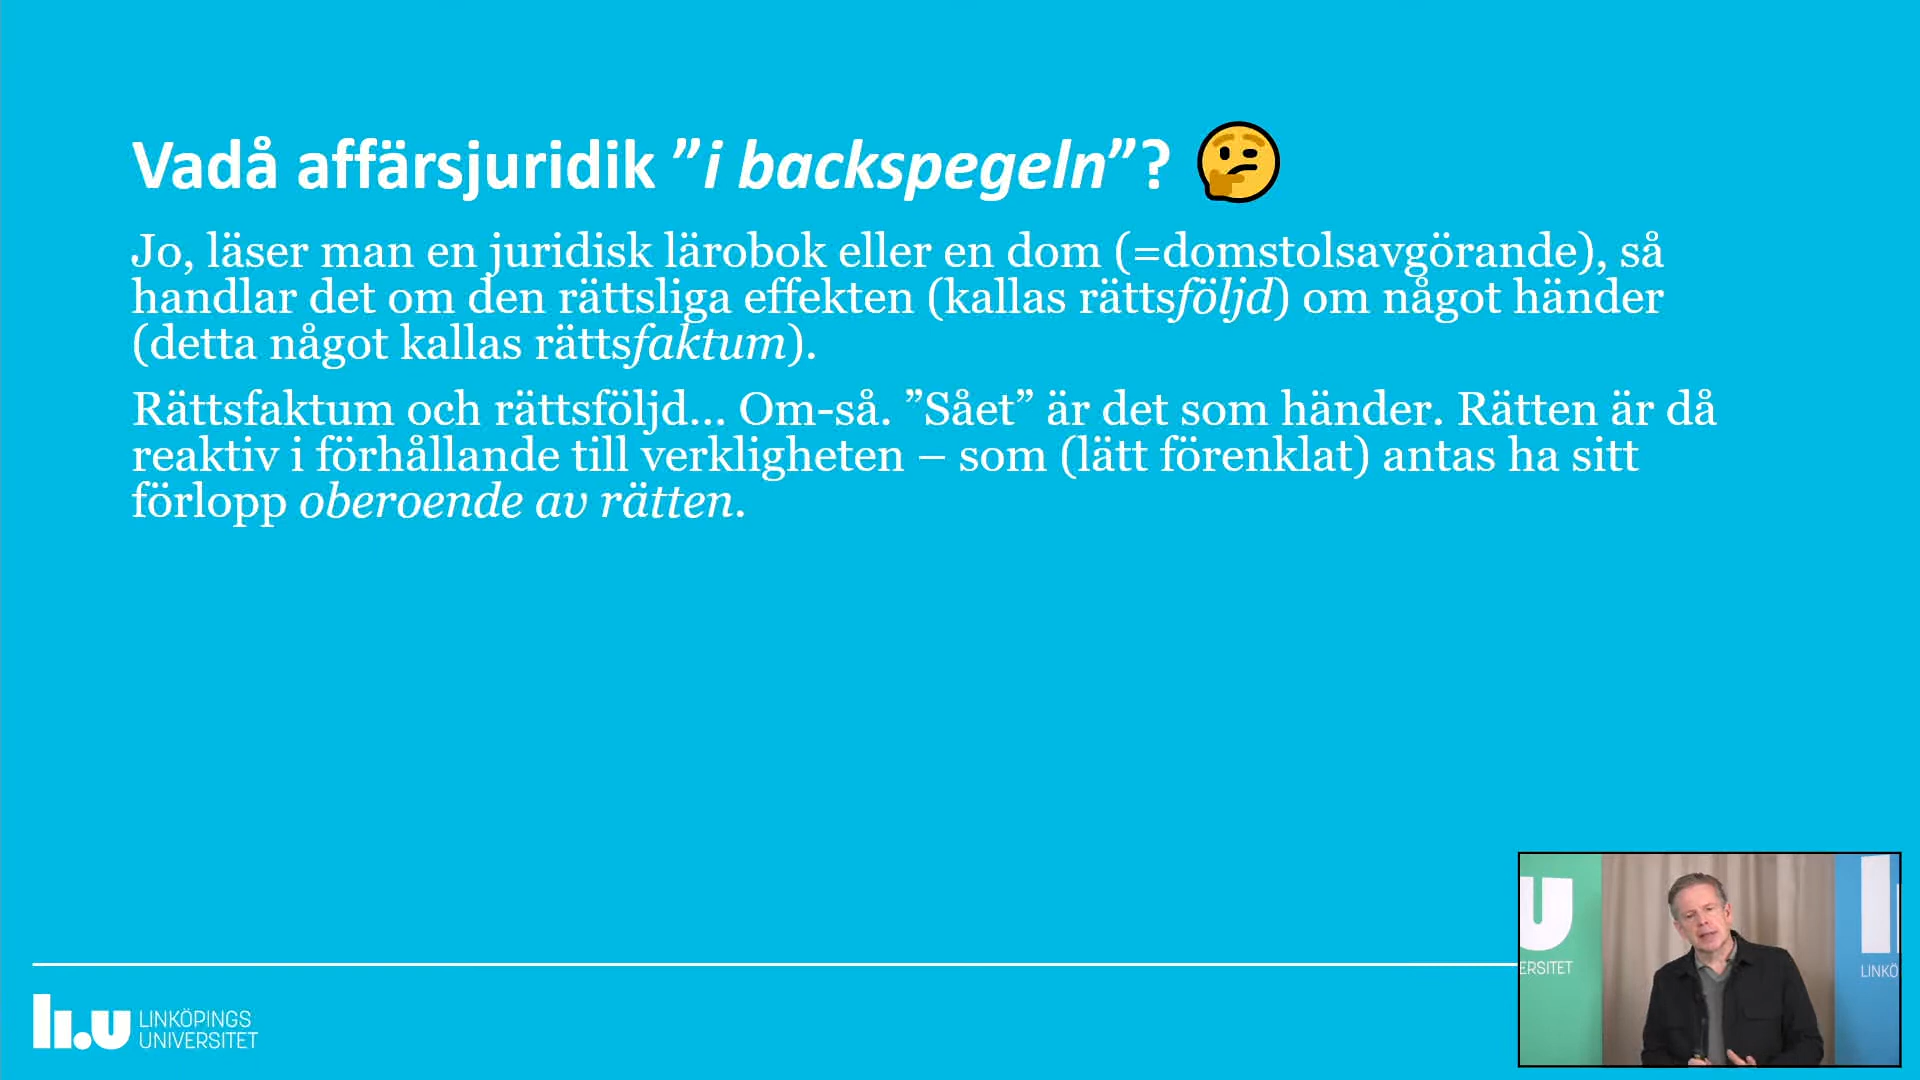 Vadå affärsjuridik ”i backspegeln”? 🤔
Jo, läser man en juridisk lärobok eller en dom (=domstolsavgörande), så
handlar det om den rättsliga effekten (kallas rättsföljd) om något händer
(detta något kallas rättsfaktum).
Rättsfaktum och rättsföljd... Om-så. ”Sået” är det som händer. Rätten är då
reaktiv i förhållande till verkligheten – som (lätt förenklat) antas ha sitt
förlopp oberoende av rätten.
li.u LINKÖPINGS
UNIVERSITET
U
ERSITET
LINKÖ